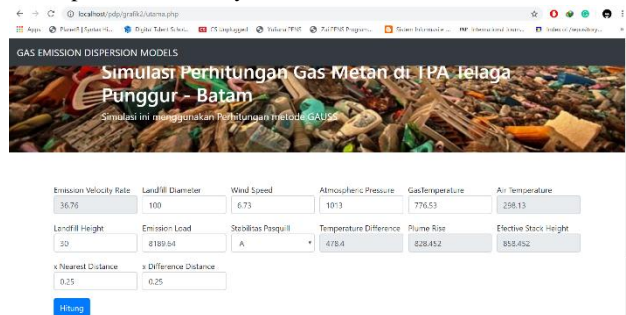 localhost/pdp/grafik2/utama.php
Apps
GAS EMISSION DISPERSION MODELS
Simulasi Perhitungan Gas Metan di TPA Telaga
Punggur - Batam
Simulasi ini menggunakan Perhitungan metode GAUSS
Emission Velocity Rate Landfill Diameter Wind Speed Atmospheric Pressure GasTemperature Air Temperature
36.76 100 6.73 1013 776.53 298.13
Landfill Height Emission Load Stabilitas Pasquill Temperature Difference Plume Rise Efective Stack Height
30 8189.64 A 478.4 828.452 858.452
x Nearest Distance x Difference Distance
0.25 0.25
Hitung